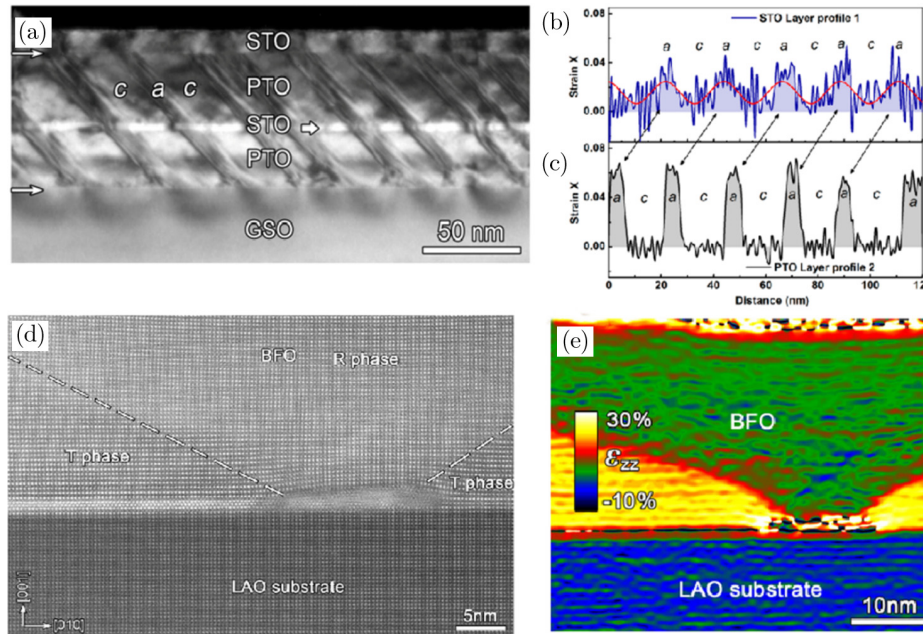 (a)
STO
PTO
c a c
STO
PTO
GSO
50 nm
(b)
STO Layer profile 1
Strain X
0.08
0.04
0.00
a c a c a c a c a
(c)
Strain X
0.08
0.04
0.00
a c a c a c a c a c a
PTO Layer profile 2
0 20 40 60 80 100 120
Distance (nm)
(d)
BFO
R phase
T phase
T phase
LAO substrate
[010]
5nm
(e)
30%
εzz
-10%
BFO
LAO substrate
10nm